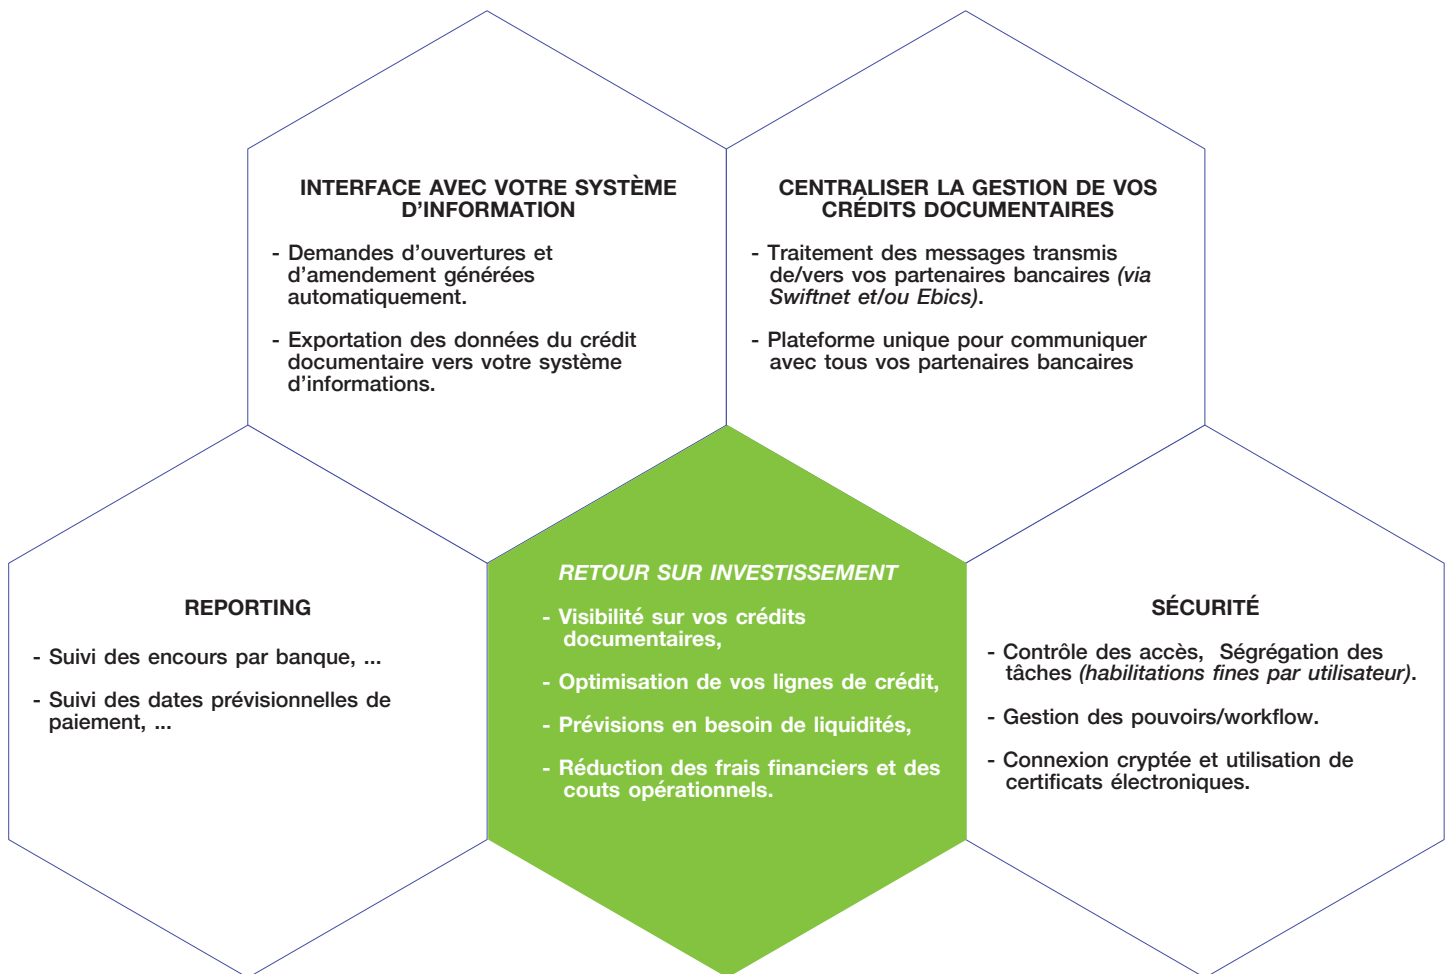 INTERFACE AVEC VOTRE SYSTÈME
D’INFORMATION
- Demandes d’ouvertures et
d’amendement générées
automatiquement.
- Exportation des données du crédit
documentaire vers votre système
d’informations.
CENTRALISER LA GESTION DE VOS
CRÉDITS DOCUMENTAIRES
- Traitement des messages transmis
de/vers vos partenaires bancaires (via
Swiftnet et/ou Ebics).
- Plateforme unique pour communiquer
avec tous vos partenaires bancaires
REPORTING
- Suivi des encours par banque, ...
- Suivi des dates prévisionnelles de
paiement, ...
RETOUR SUR INVESTISSEMENT
- Visibilité sur vos crédits
documentaires,
- Optimisation de vos lignes de crédit,
- Prévisions en besoin de liquidités,
- Réduction des frais financiers et des
couts opérationnels.
SÉCURITÉ
- Contrôle des accès, Ségrégation des
tâches (habilitations fines par utilisateur).
- Gestion des pouvoirs/workflow.
- Connexion cryptée et utilisation de
certificats électroniques.